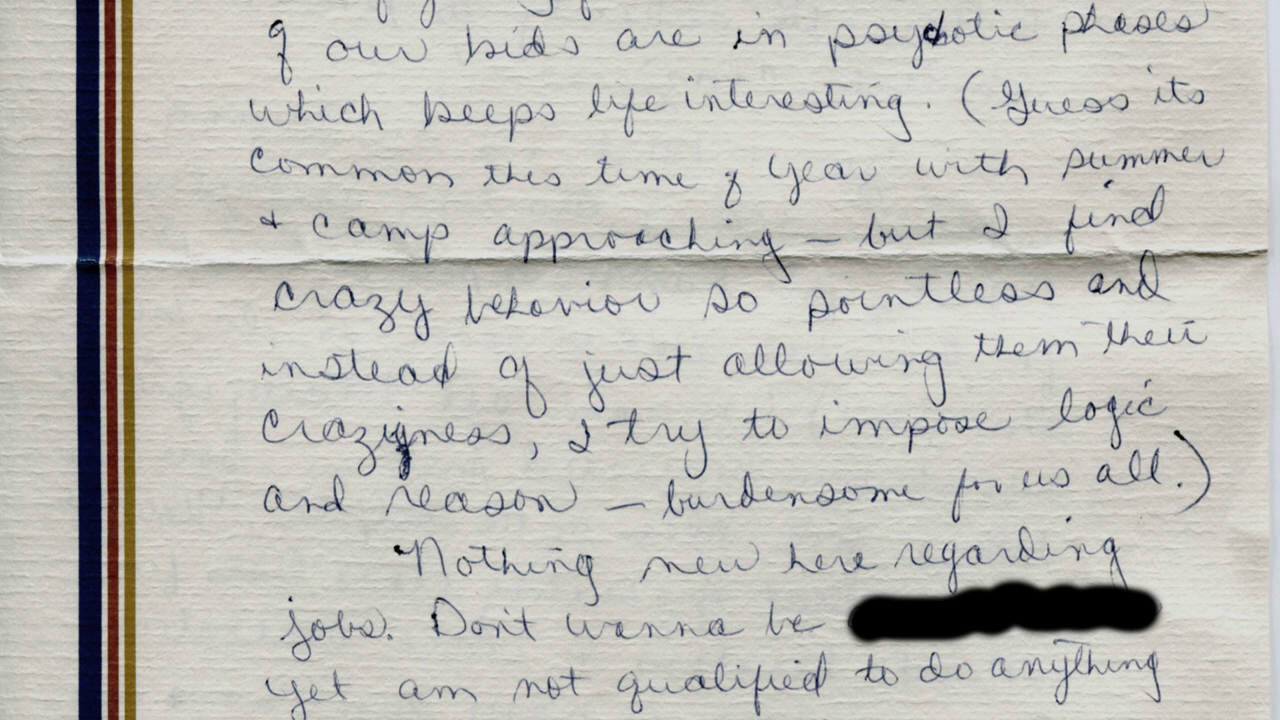 of our kids are in psychotic phases
which keeps life interesting. (Guess its
common this time of year with summer
+ camp approaching – but I find
crazy behavior so pointless and
instead of just allowing them their
craziness, I try to impose logic
and reason – burdensome for us all.)
Nothing new here regarding
jobs. Don't wanna be
yet am not qualified to do anything